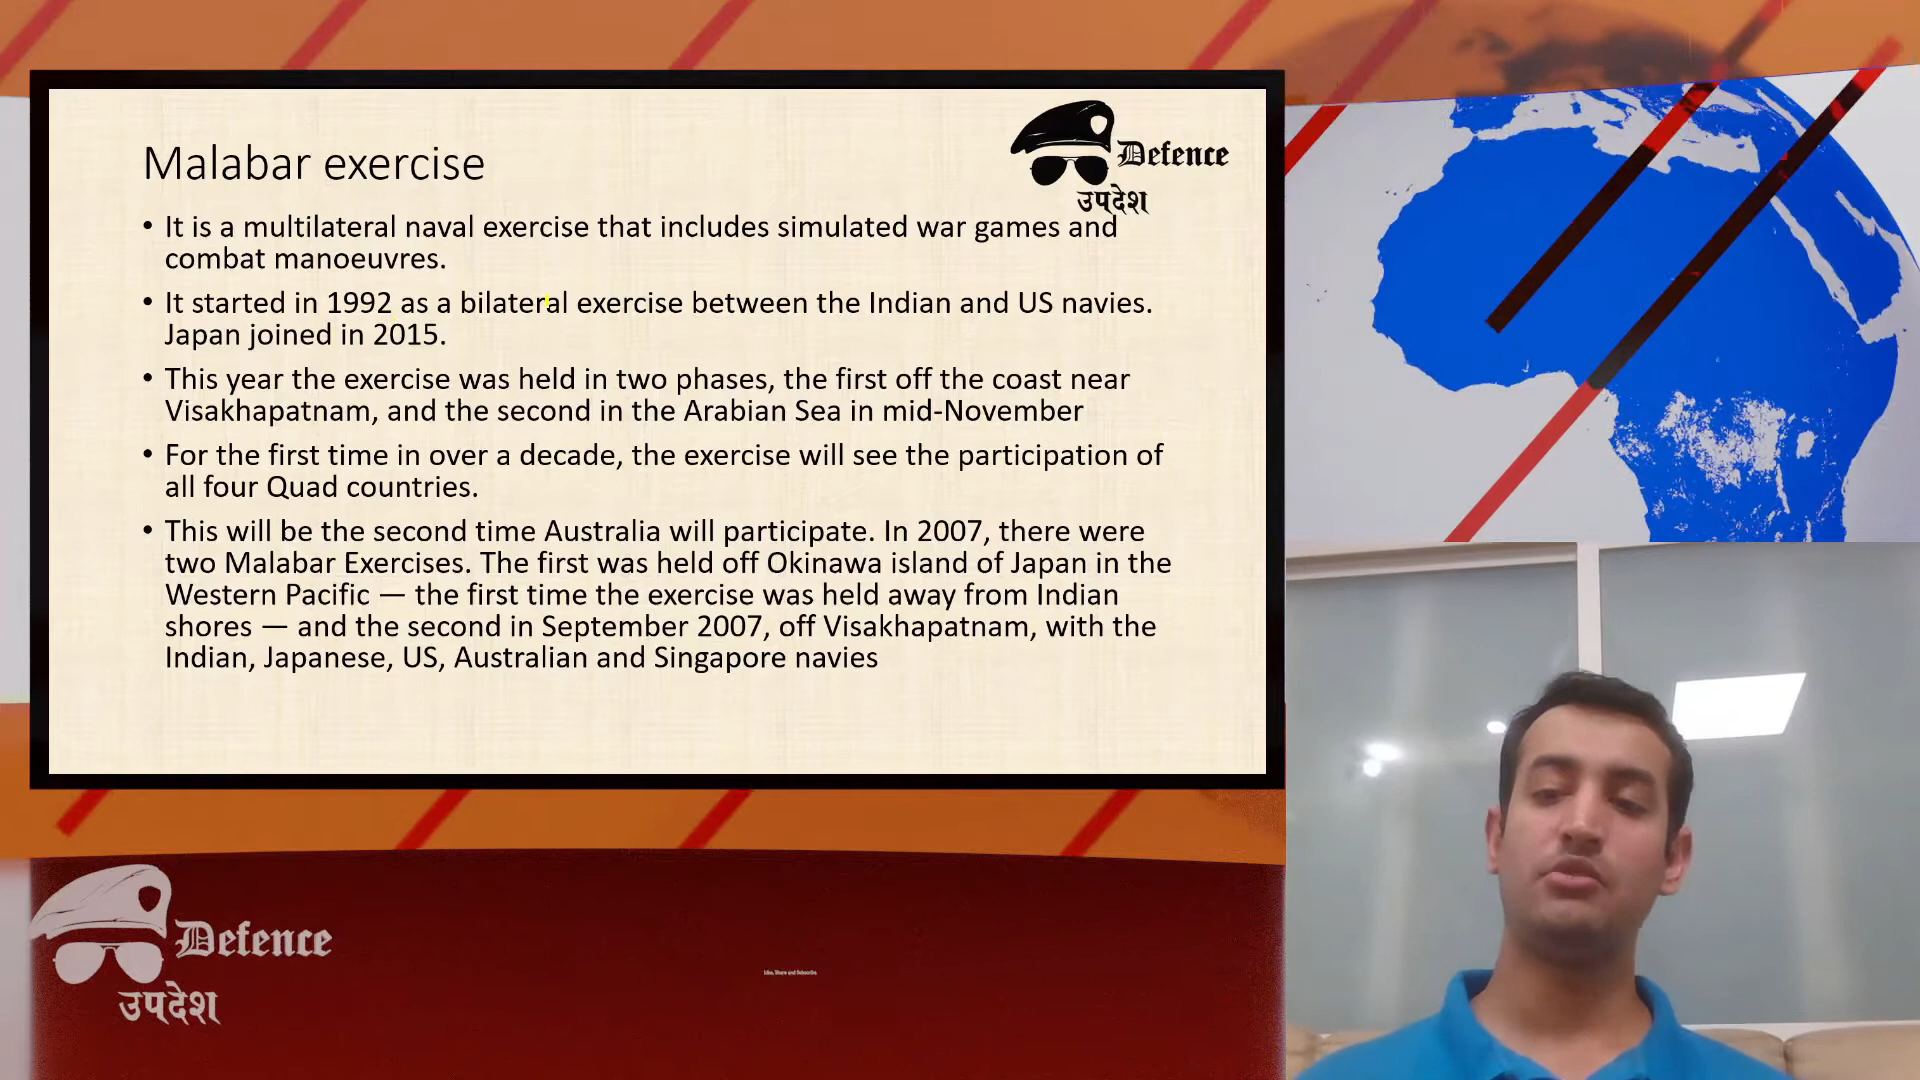 Defence
उपदेश
Malabar exercise
• It is a multilateral naval exercise that includes simulated war games and
combat manoeuvres.
• It started in 1992 as a bilateral exercise between the Indian and US navies.
Japan joined in 2015.
• This year the exercise was held in two phases, the first off the coast near
Visakhapatnam, and the second in the Arabian Sea in mid-November
• For the first time in over a decade, the exercise will see the participation of
all four Quad countries.
• This will be the second time Australia will participate. In 2007, there were
two Malabar Exercises. The first was held off Okinawa island of Japan in the
Western Pacific — the first time the exercise was held away from Indian
shores — and the second in September 2007, off Visakhapatnam, with the
Indian, Japanese, US, Australian and Singapore navies
Defence
उपदेश
Like, Share and Subscribe